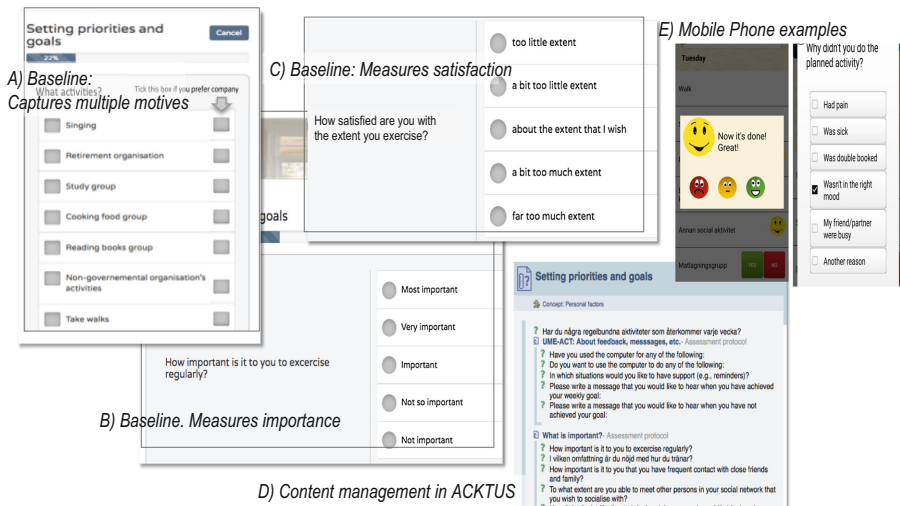 Setting priorities and
goals
Cancel
22%
A) Baseline:
Captures multiple motives
What activities?
Tick this box if you prefer company
Singing
Retirement organisation
Study group
Cooking food group
Reading books group
Non-governemental organisation's
activities
Take walks
C) Baseline: Measures satisfaction
How satisfied are you with
the extent you exercise?
too little extent
a bit too little extent
about the extent that I wish
a bit too much extent
far too much extent
goals
How important is it to you to excercise
regularly?
Most important
Very important
Important
Not so important
Not important
B) Baseline. Measures importance
E) Mobile Phone examples
Tuesday
Walk
Now it's done!
Great!
Annan social aktivitet
Matlagningsgrupp
YES
NO
Why didn't you do the
planned activity?
Had pain
Was sick
Was double booked
Wasn't in the right
mood
My friend/partner
were busy
Another reason
Setting priorities and goals
Concept: Personal factors
? Har du några regelbundna aktiviteter som återkommer varje vecka?
UME-ACT: About feedback, messsages, etc.- Assessment protocol
? Have you used the computer for any of the following:
? Do you want to use the computer to do any of the following:
? In which situations would you like to have support (e.g., reminders)?
? Please write a message that you would like to hear when you have achieved
your weekly goal:
? Please write a message that you would like to hear when you have not
achieved your goal:
What is important?- Assessment protocol
? How important is it to you to excercise regularly?
? I vilken omfattning är du nöjd med hur du tränar?
? How important is it to you that you have frequent contact with close friends
and family?
? To what extent are you able to meet other persons in your social network that
you wish to socialise with?
D) Content management in ACKTUS